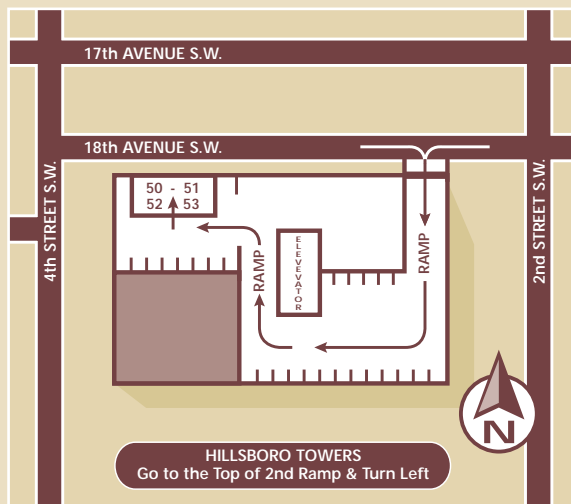 17th AVENUE S.W.
18th AVENUE S.W.
4th STREET S.W.
2nd STREET S.W.
50 - 51
52 53
RAMP
ELEVEVATOR
RAMP
N
HILLSBORO TOWERS
Go to the Top of 2nd Ramp & Turn Left